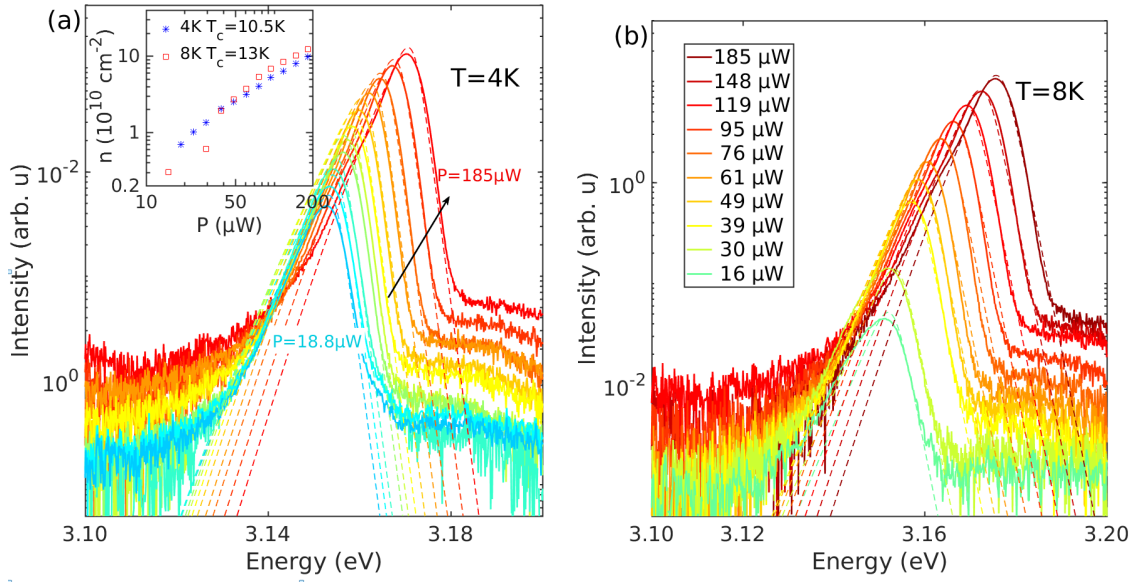 (a)
4K T_c=10.5K
8K T_c=13K
n (10^10 cm^-2)
10
1
0.2
10
50
200
P (μW)
T=4K
P=185μW
P=18.8μW
Intensity (arb. u)
10^-2
10^0
3.10
3.14
3.18
Energy (eV)
(b)
185 μW
148 μW
119 μW
95 μW
76 μW
61 μW
49 μW
39 μW
30 μW
16 μW
T=8K
Intensity (arb. u)
10^0
10^-2
3.10
3.12
3.14
3.16
3.18
3.20
Energy (eV)